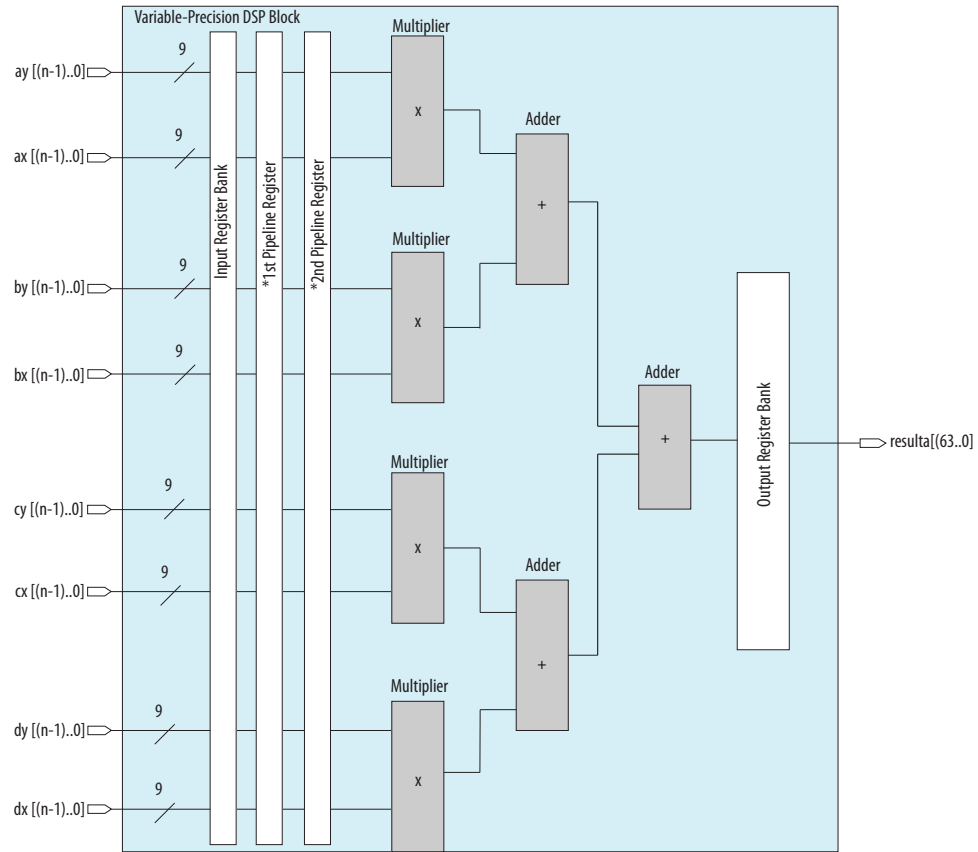 Variable-Precision DSP Block
Multiplier
9
ay [(n-1)..0]
x
Adder
9
ax [(n-1)..0]
+
Input Register Bank
*1st Pipeline Register
*2nd Pipeline Register
Multiplier
9
by [(n-1)..0]
x
9
bx [(n-1)..0]
Adder
+
Output Register Bank
resulta[(63..0]
Multiplier
9
cy [(n-1)..0]
x
Adder
9
cx [(n-1)..0]
+
Multiplier
9
dy [(n-1)..0]
x
9
dx [(n-1)..0]